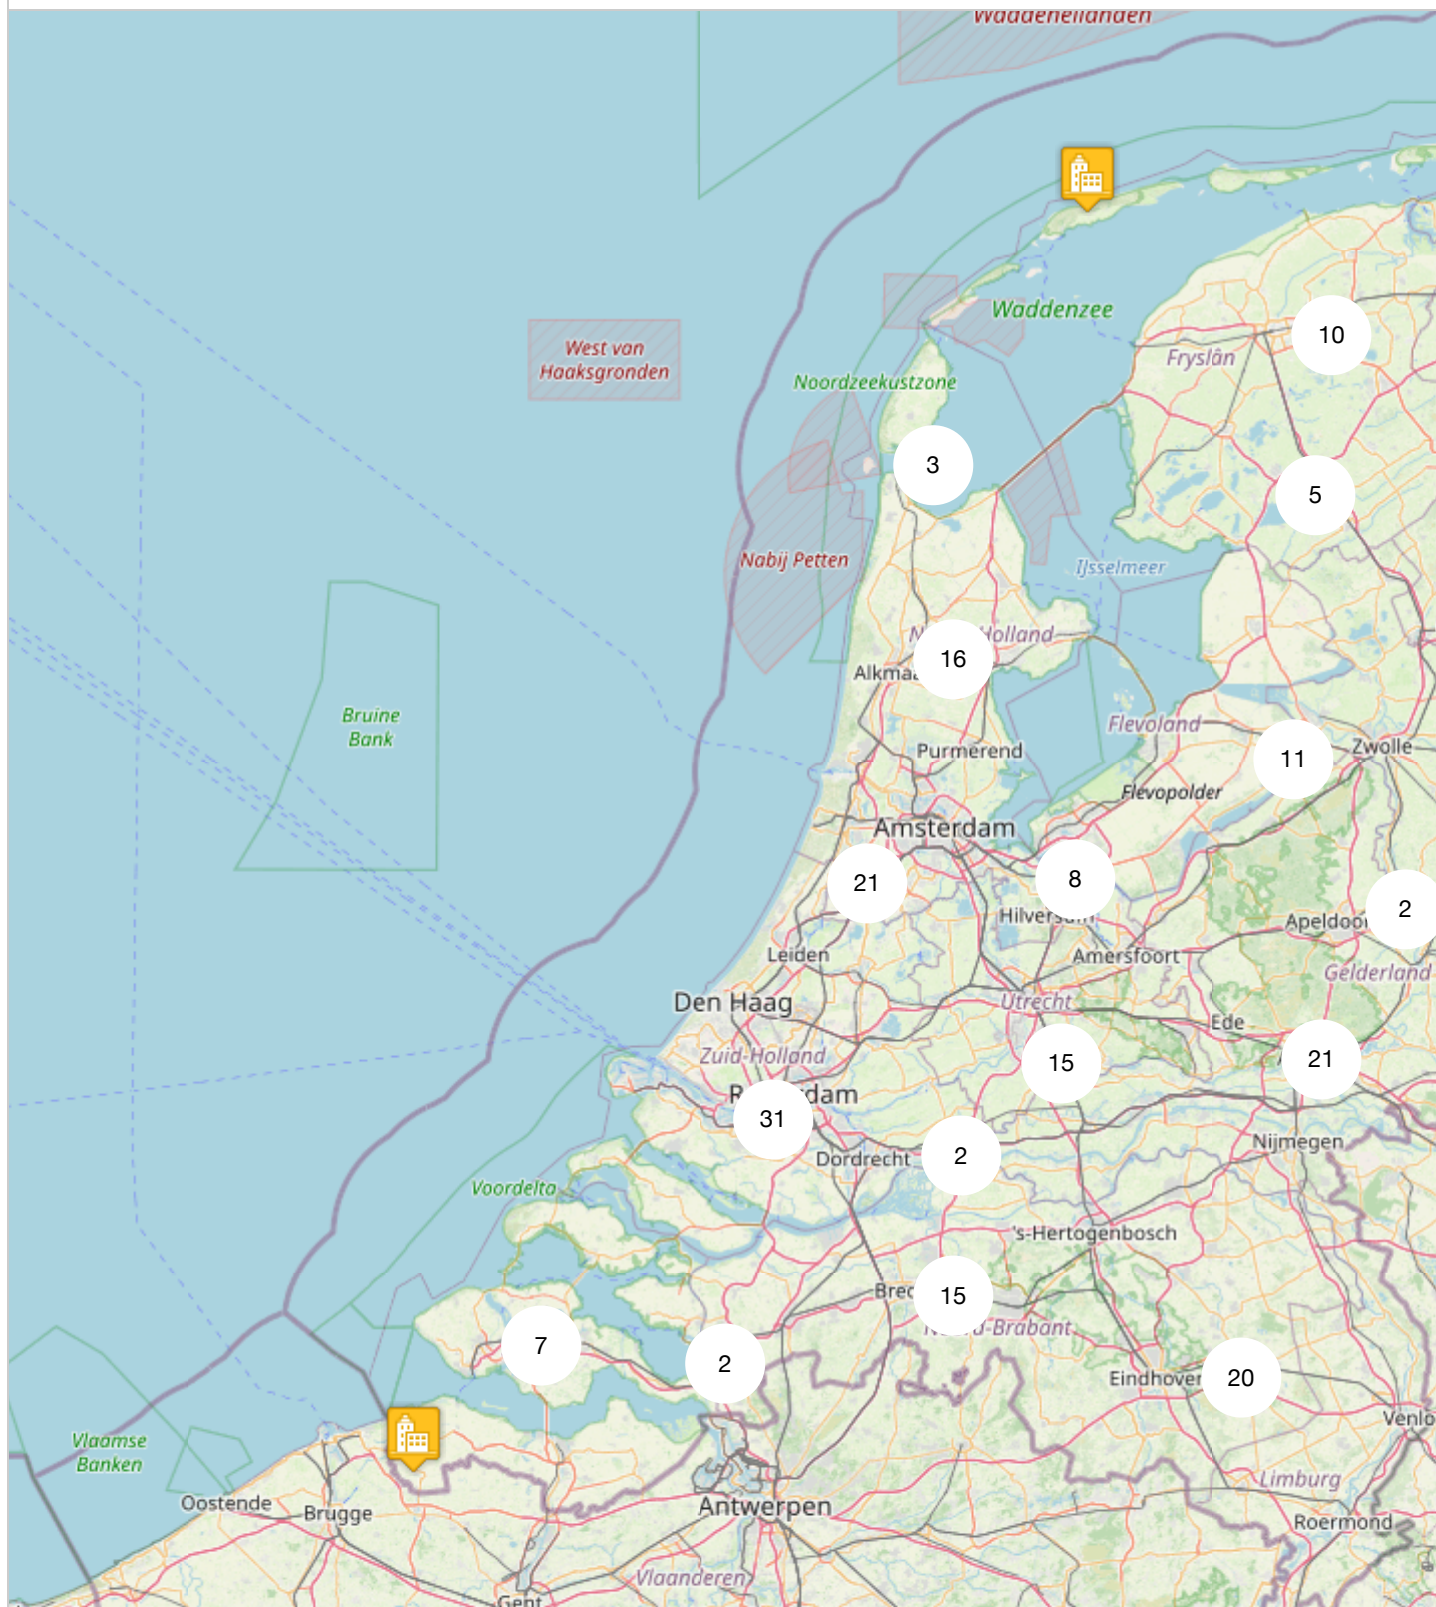 Waddeneilanden
Waddenzee
10
West van
Haaksgronden
Fryslân
Noordzeekustzone
3
5
Nabij Petten
IJsselmeer
16
Alkmaa
Bruine
Bank
Flevoland
Purmerend
11
Zwolle
Flevopolder
Amsterdam
21
8
2
Hilversum
Apeldoor
Leiden
Amersfoort
Gelderland
Den Haag
Utrecht
Ede
Zuid-Holland
15
21
31
Dordrecht
2
Nijmegen
Voordelta
's-Hertogenbosch
Bre
15
d-Brabant
7
2
Eindhover
20
Venlo
Vlaamse
Banken
Limburg
Oostende
Brugge
Antwerpen
Roermond
Vlaanderen
Gent